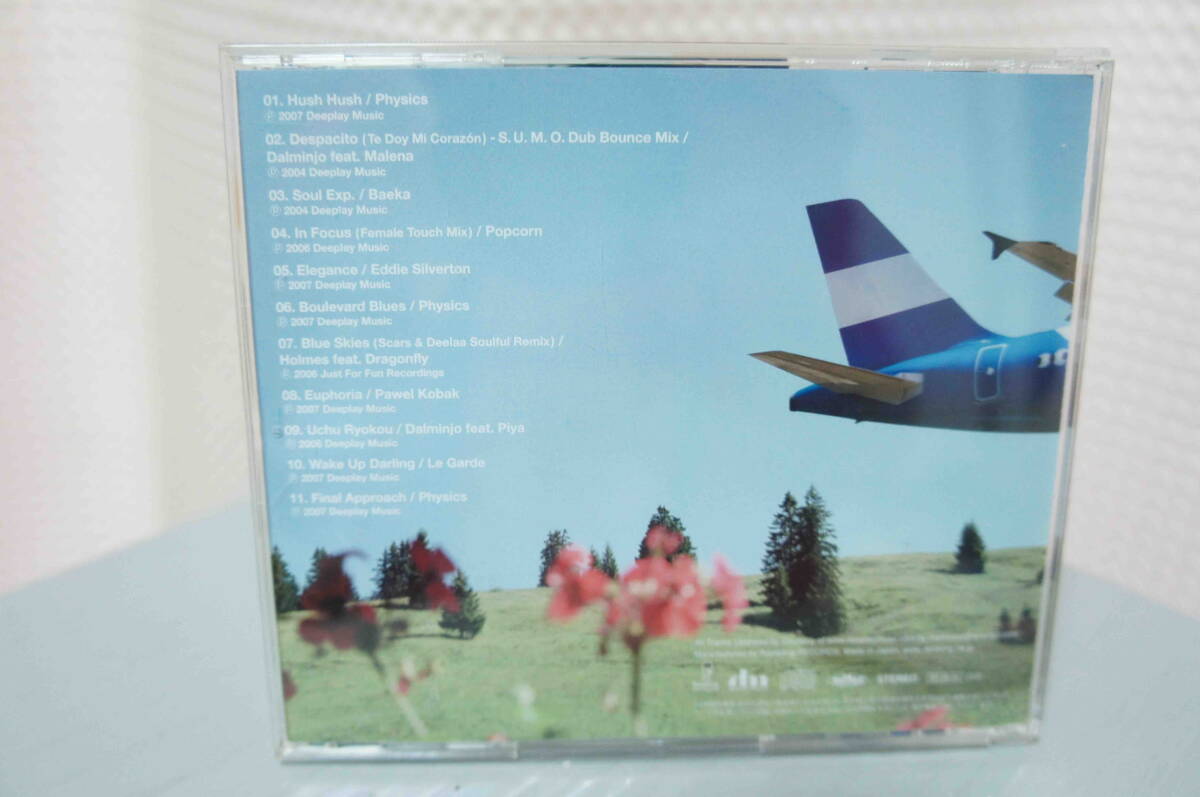 01. Hush Hush / Physics
℗ 2007 Deeplay Music
02. Despacito (Te Doy Mi Corazón) - S. U. M. O. Dub Bounce Mix /
Dalminjo feat. Malena
℗ 2004 Deeplay Music
03. Soul Exp. / Baeka
℗ 2004 Deeplay Music
04. In Focus (Female Touch Mix) / Popcorn
℗ 2006 Deeplay Music
05. Elegance / Eddie Silverton
℗ 2007 Deeplay Music
06. Boulevard Blues / Physics
℗ 2007 Deeplay Music
07. Blue Skies (Scars & Deelaa Soulful Remix) /
Holmes feat. Dragonfly
℗ 2006 Just For Fun Recordings
08. Euphoria / Pawel Kobak
℗ 2007 Deeplay Music
09. Uchu Ryokou / Dalminjo feat. Piya
℗ 2006 Deeplay Music
10. Wake Up Darling / Le Garde
℗ 2007 Deeplay Music
11. Final Approach / Physics
℗ 2007 Deeplay Music
Made in Japan
STEREO